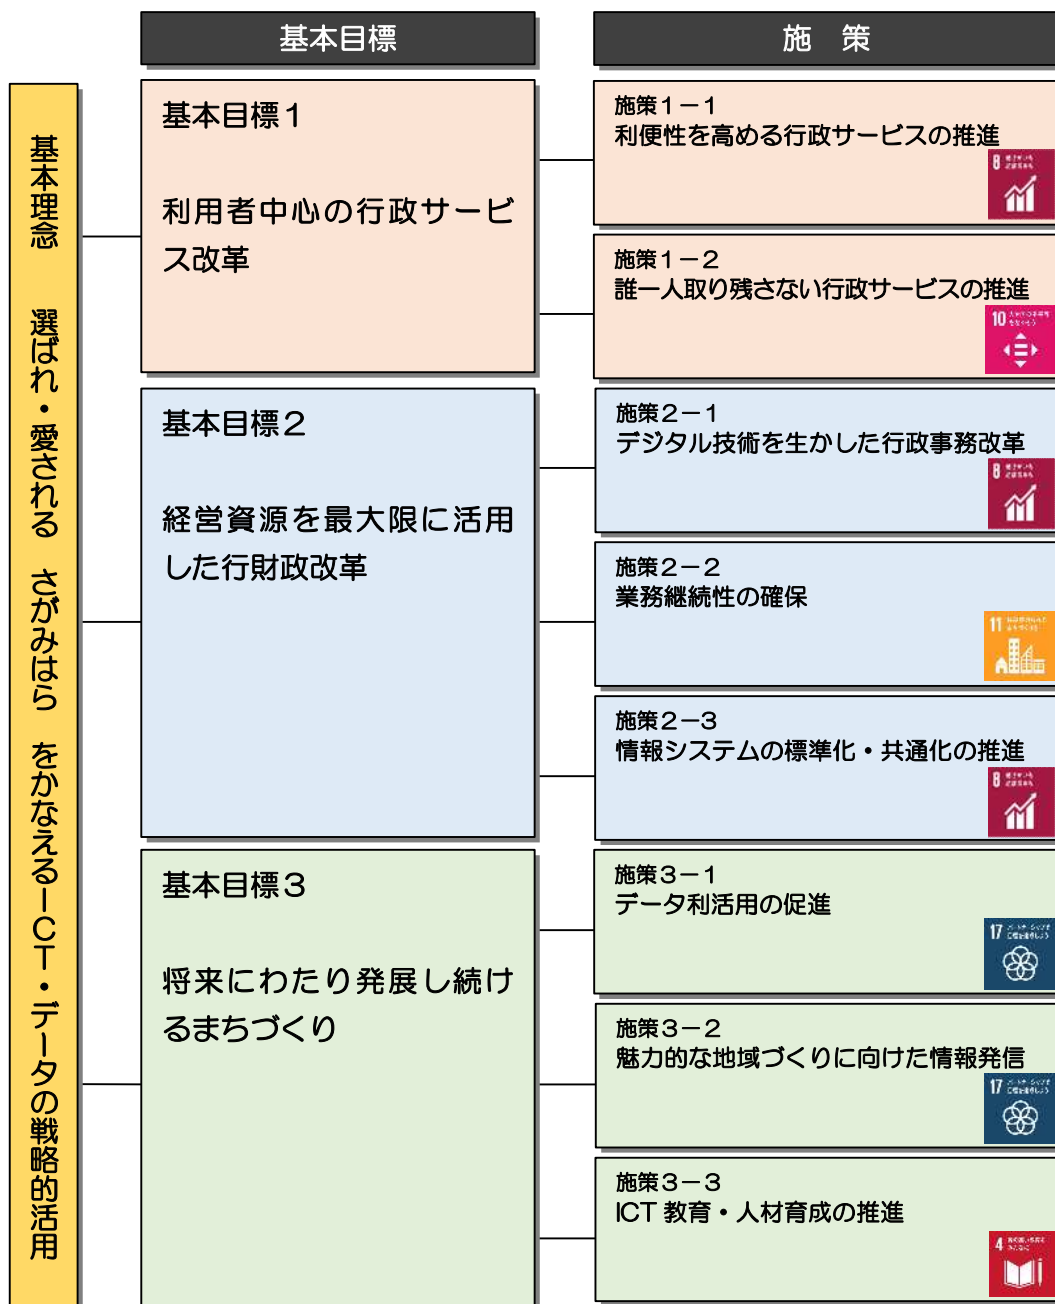 基本目標
施　策
基本理念　選ばれ・愛される　さがみはら　をかなえるICT・データの戦略的活用
基本目標１
利用者中心の行政サービ
ス改革
施策１－１
利便性を高める行政サービスの推進
8
施策１－２
誰一人取り残さない行政サービスの推進
10
基本目標２
経営資源を最大限に活用
した行財政改革
施策２－１
デジタル技術を生かした行政事務改革
8
施策２－２
業務継続性の確保
11
施策２－３
情報システムの標準化・共通化の推進
8
基本目標３
将来にわたり発展し続け
るまちづくり
施策３－１
データ利活用の促進
17
施策３－２
魅力的な地域づくりに向けた情報発信
17
施策３－３
ICT 教育・人材育成の推進
4